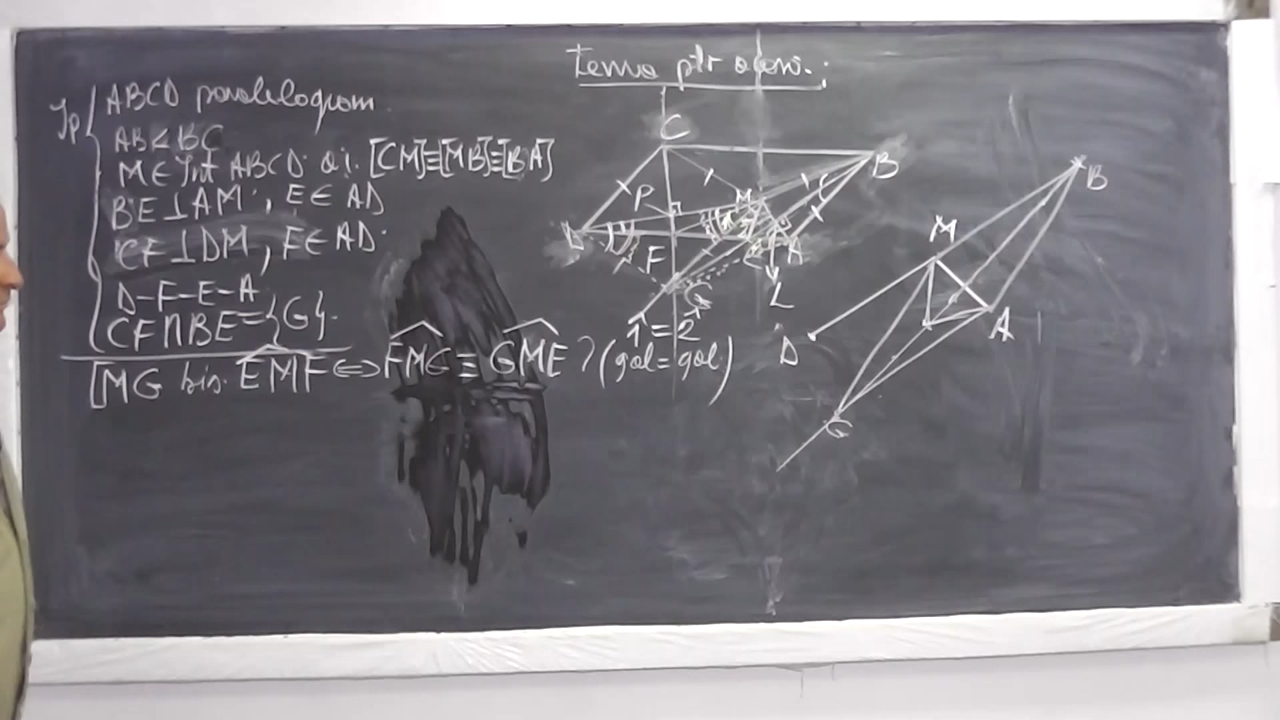 Temă ptr acasă:
Ip
ABCD paralelogram.
AB<BC
M∈Int ABCD a.î. [CM]≡[MB]≡[BA]
BE⊥AM, E∈AD
CF⊥DM, F∈AD
D-F-E-A
CF∩BE={G}.
[MG bis. EMF⇔FMG≡GME ?(gol=gol)
1=2
C
B
P
M
D
F
E
A
G
L
B
M
A
D
G